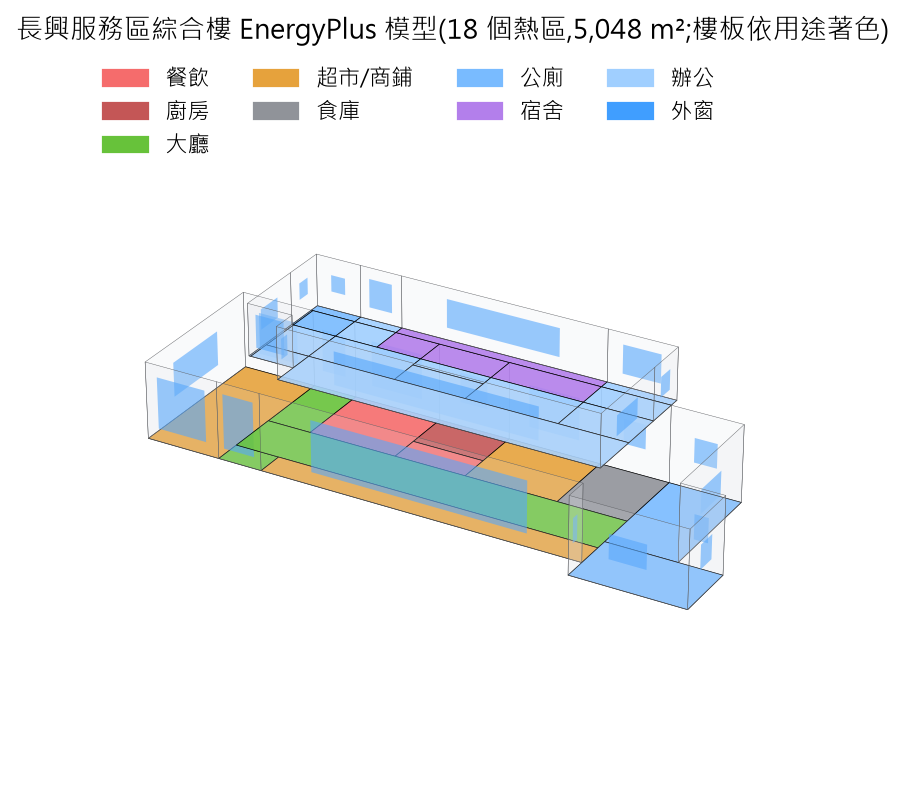 長興服務區綜合樓 EnergyPlus 模型(18 個熱區,5,048 m²;樓板依用途著色)
餐飲 超市/商鋪 公廁 辦公
廚房 食庫 宿舍 外窗
大廳